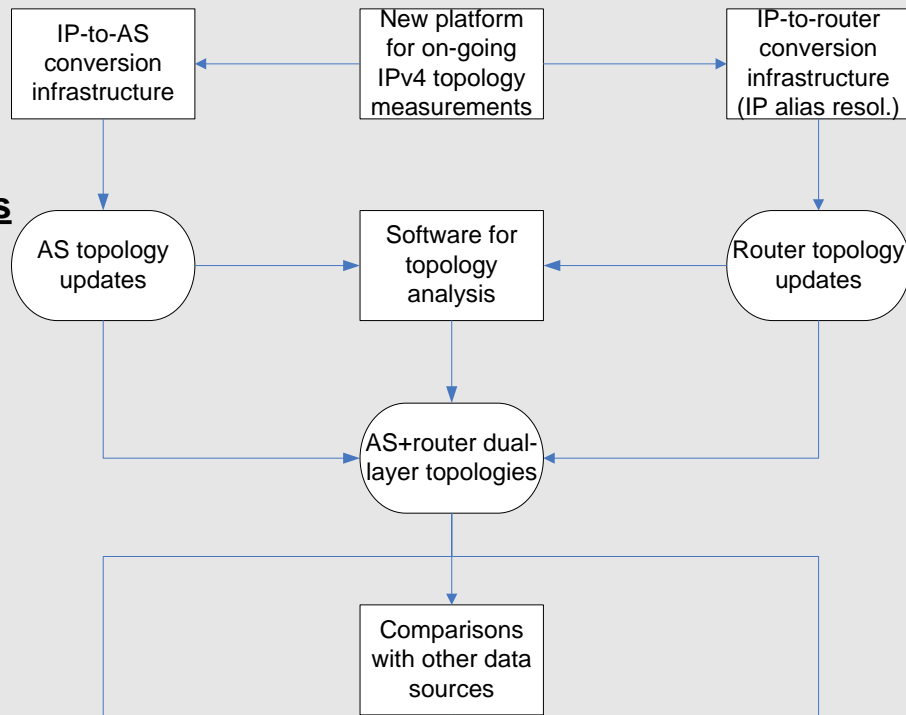 IP-to-AS
conversion
infrastructure
New platform
for on-going
IPv4 topology
measurements
IP-to-router
conversion
infrastructure
(IP alias resol.)
s
AS topology
updates
Software for
topology
analysis
Router topology
updates
AS+router dual-
layer topologies
Comparisons
with other data
sources